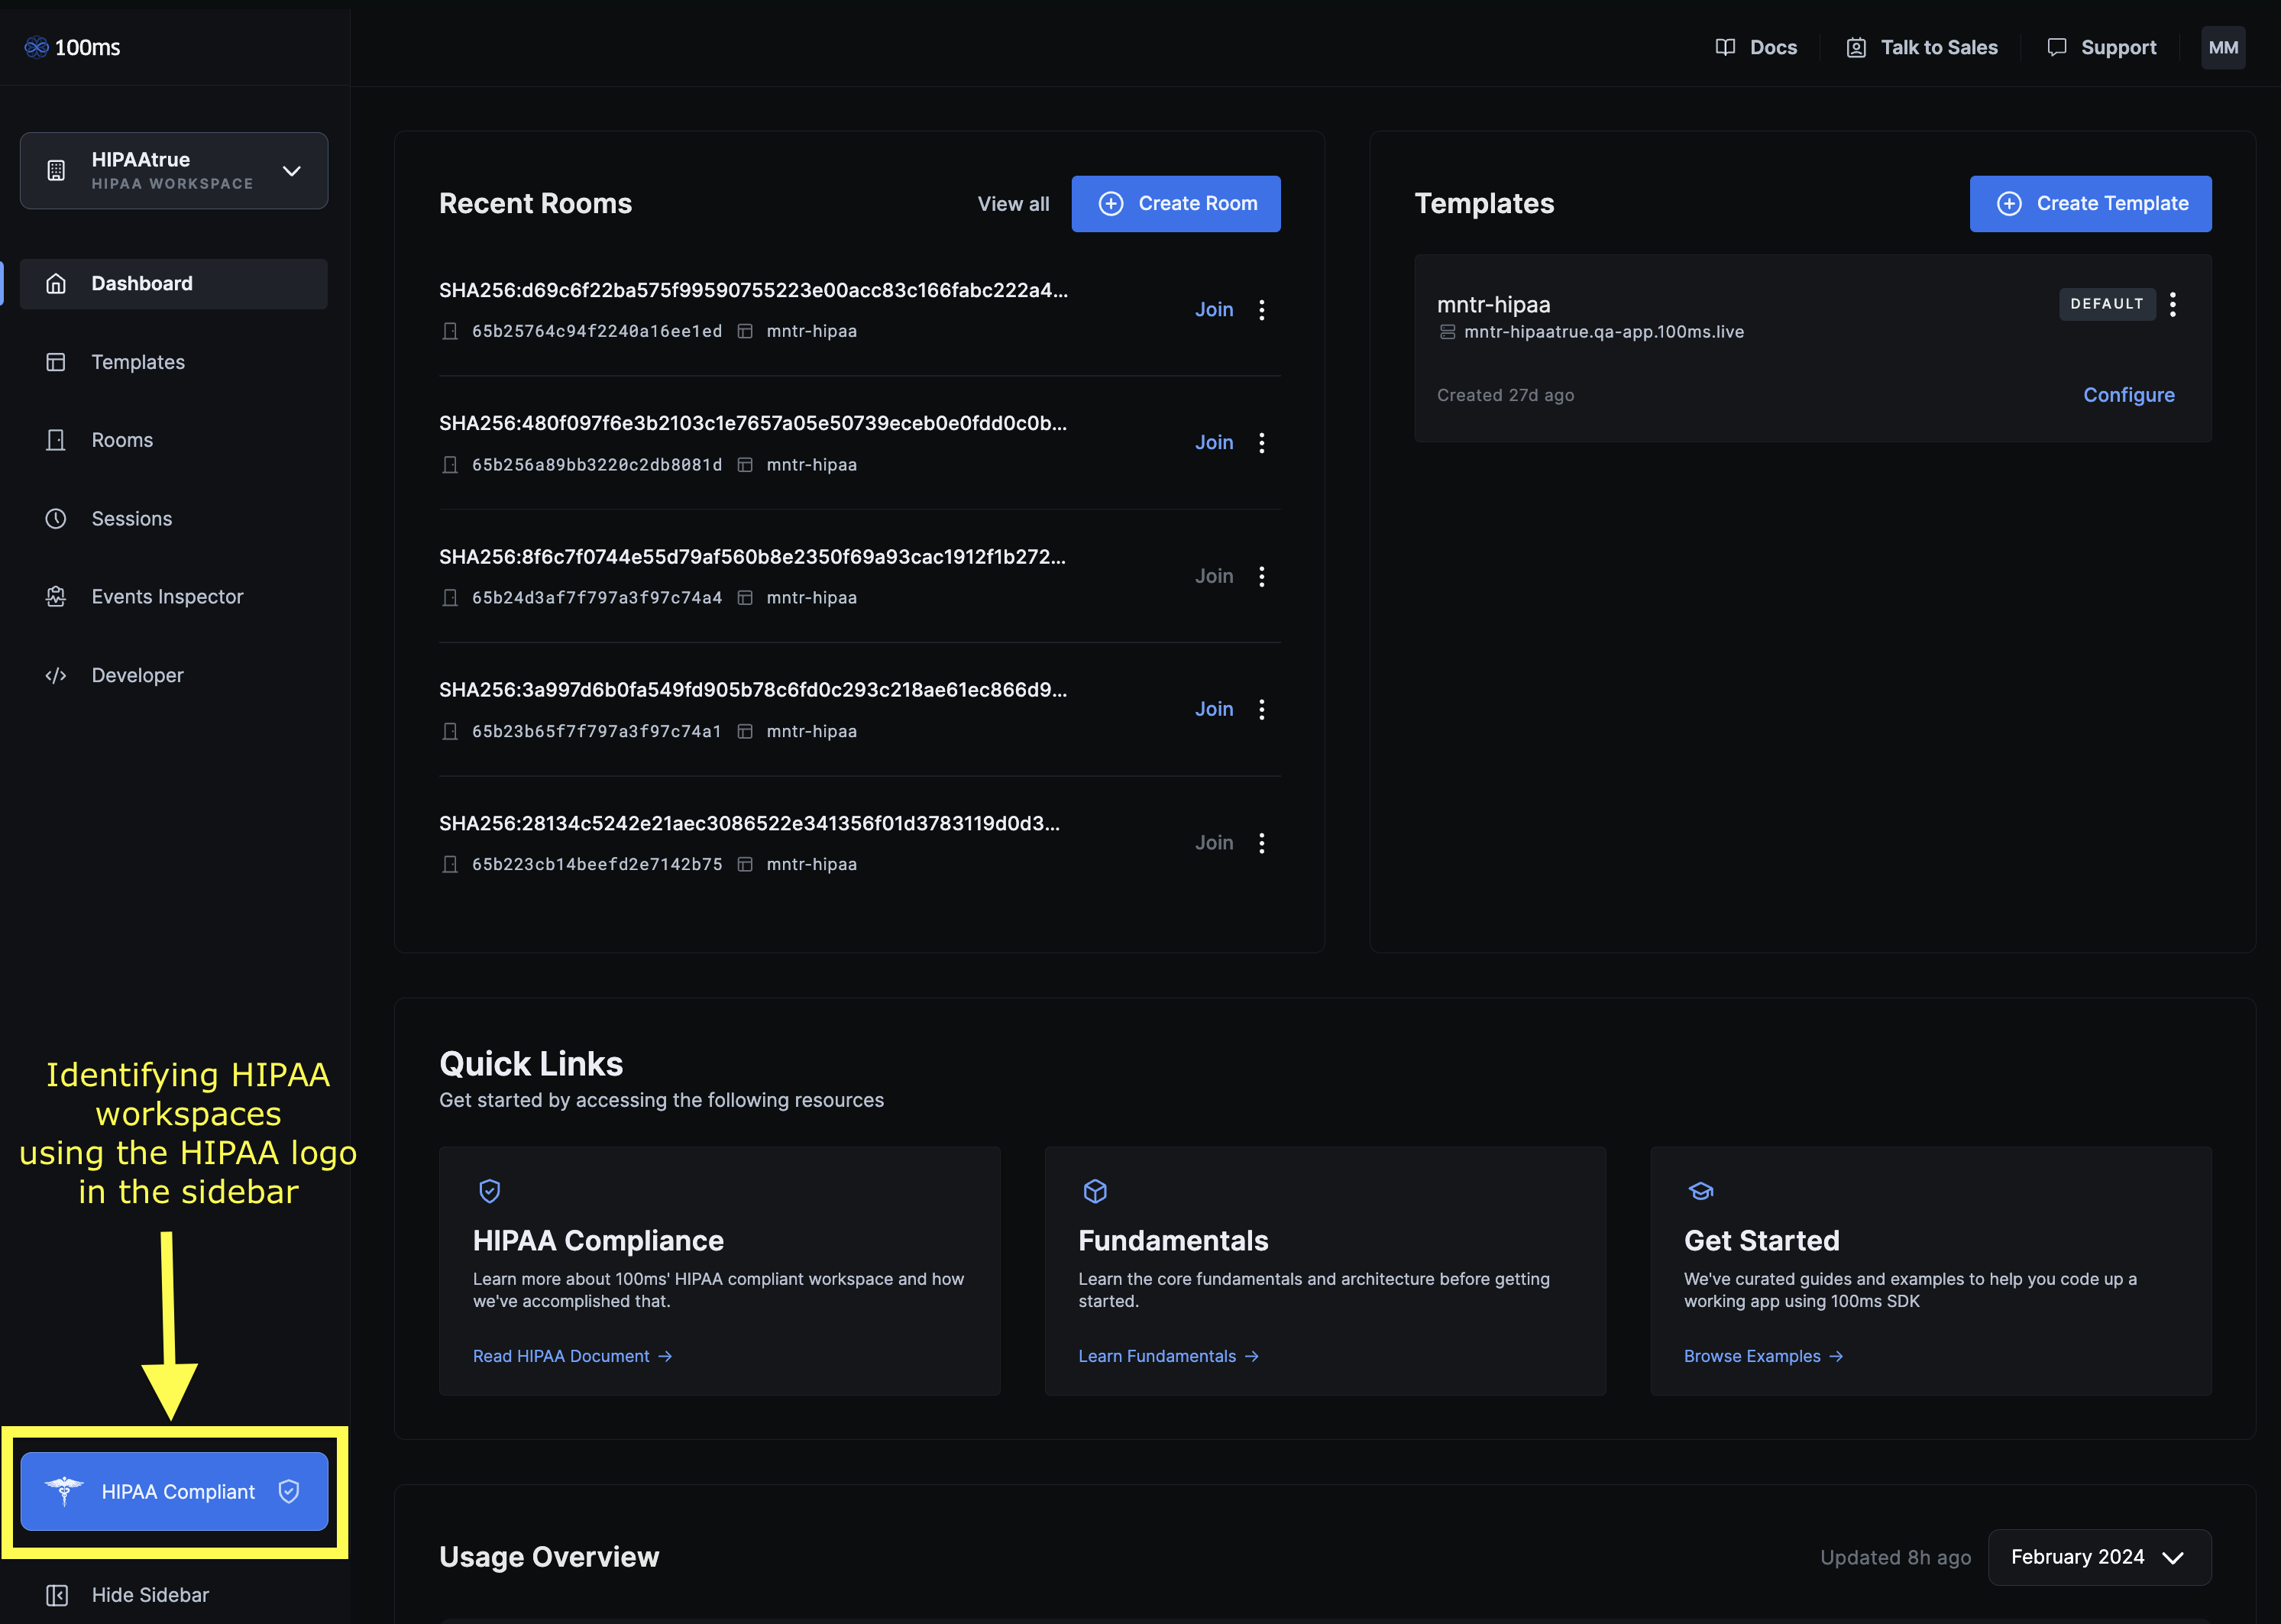 100ms
Docs
Talk to Sales
Support
MM
HIPAAtrue
HIPAA WORKSPACE
Dashboard
Templates
Rooms
Sessions
Events Inspector
Developer
Identifying HIPAA
workspaces
using the HIPAA logo
in the sidebar
HIPAA Compliant
Hide Sidebar
Recent Rooms
View all
Create Room
SHA256:d69c6f22ba575f99590755223e00acc83c166fabc222a4...
65b25764c94f2240a16ee1ed mntr-hipaa
Join
SHA256:480f097f6e3b2103c1e7657a05e50739eceb0e0fdd0c0b...
65b256a89bb3220c2db8081d mntr-hipaa
Join
SHA256:8f6c7f0744e55d79af560b8e2350f69a93cac1912f1b272...
65b24d3af7f797a3f97c74a4 mntr-hipaa
Join
SHA256:3a997d6b0fa549fd905b78c6fd0c293c218ae61ec866d9...
65b23b65f7f797a3f97c74a1 mntr-hipaa
Join
SHA256:28134c5242e21aec3086522e341356f01d3783119d0d3...
65b223cb14beefd2e7142b75 mntr-hipaa
Join
Templates
Create Template
mntr-hipaa
DEFAULT
mntr-hipaatrue.qa-app.100ms.live
Created 27d ago
Configure
Quick Links
Get started by accessing the following resources
HIPAA Compliance
Learn more about 100ms' HIPAA compliant workspace and how
we've accomplished that.
Read HIPAA Document →
Fundamentals
Learn the core fundamentals and architecture before getting
started.
Learn Fundamentals →
Get Started
We've curated guides and examples to help you code up a
working app using 100ms SDK
Browse Examples →
Usage Overview
Updated 8h ago
February 2024